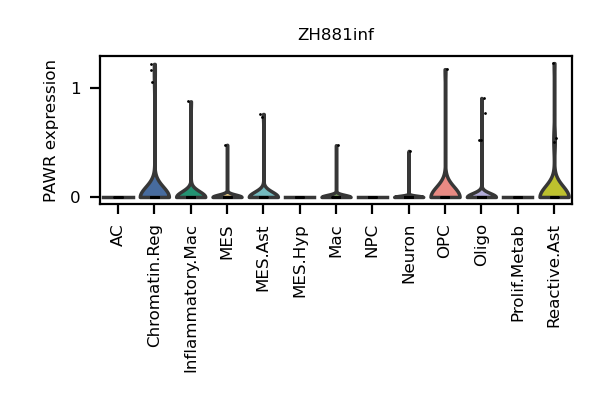 ZH881inf
PAWR expression
1
0
AC
Chromatin.Reg
Inflammatory.Mac
MES
MES.Ast
MES.Hyp
Mac
NPC
Neuron
OPC
Oligo
Prolif.Metab
Reactive.Ast